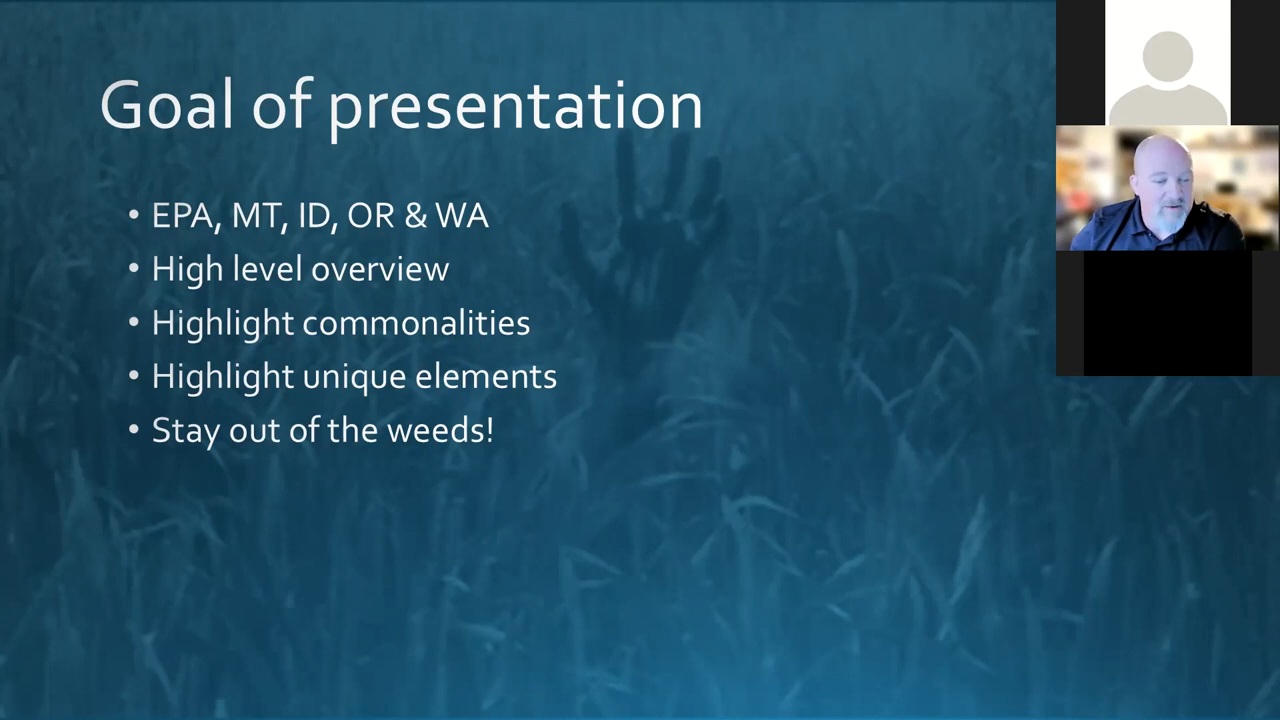 Goal of presentation
• EPA, MT, ID, OR & WA
• High level overview
• Highlight commonalities
• Highlight unique elements
• Stay out of the weeds!